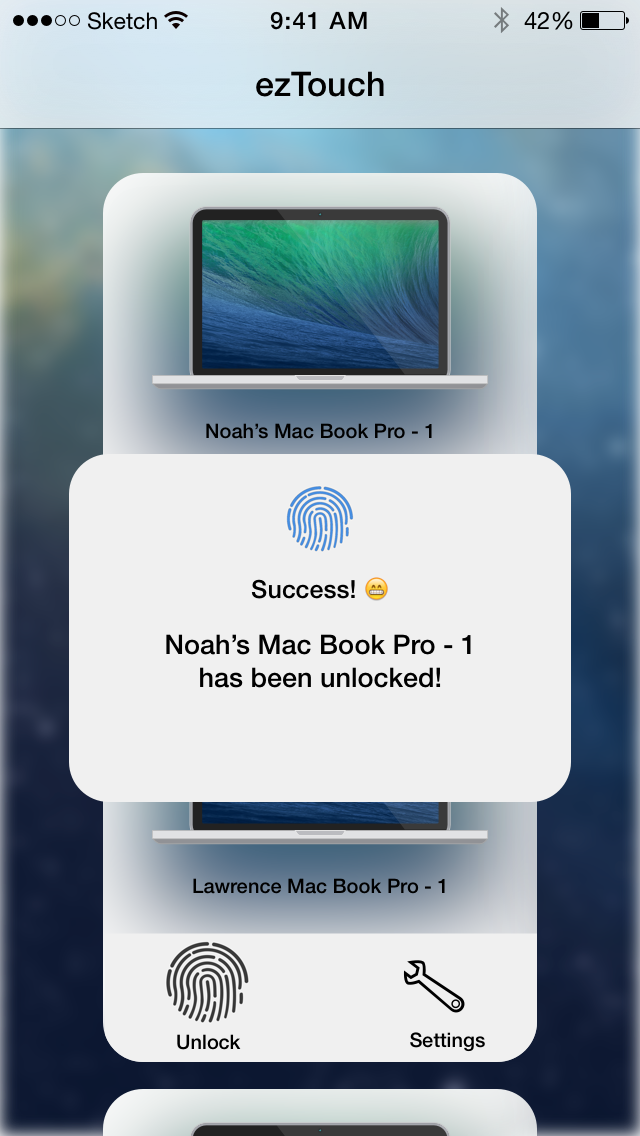 Sketch 9:41 AM 42%
ezTouch
Noah’s Mac Book Pro - 1
Success! 😁
Noah’s Mac Book Pro - 1
has been unlocked!
Lawrence Mac Book Pro - 1
Unlock Settings